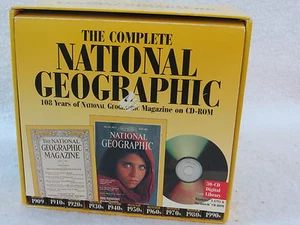 THE COMPLETE
NATIONAL
GEOGRAPHIC
108 Years of NATIONAL GEOGRAPHIC Magazine on CD-ROM
THE NATIONAL
GEOGRAPHIC
MAGAZINE
NATIONAL
GEOGRAPHIC
30-CD
Digital
Library
1909 1910s 1920s 1930s 1940s 1950s 1960s 1970s 1980s 1990s